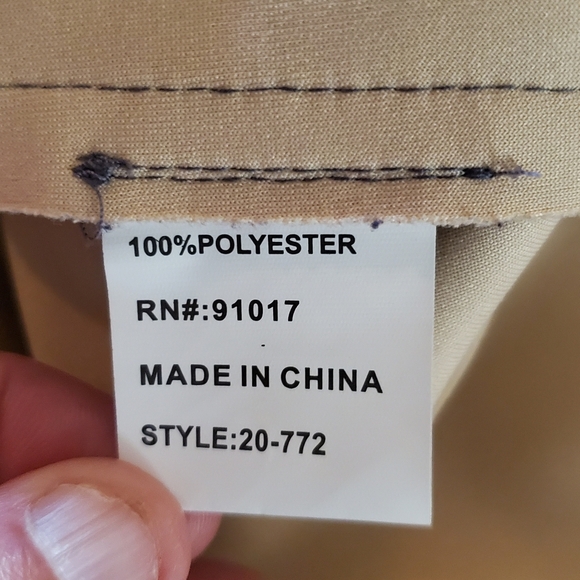 100%POLYESTER
RN#:91017
MADE IN CHINA
STYLE:20-772